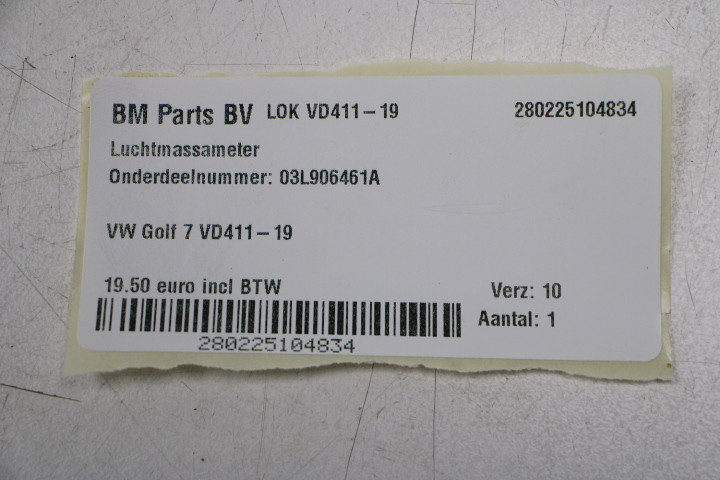 BM Parts BV LOK VD411-19 280225104834
Luchtmassameter
Onderdeelnummer: 03L906461A
VW Golf 7 VD411-19
19.50 euro incl BTW Verz: 10
Aantal: 1
280225104834